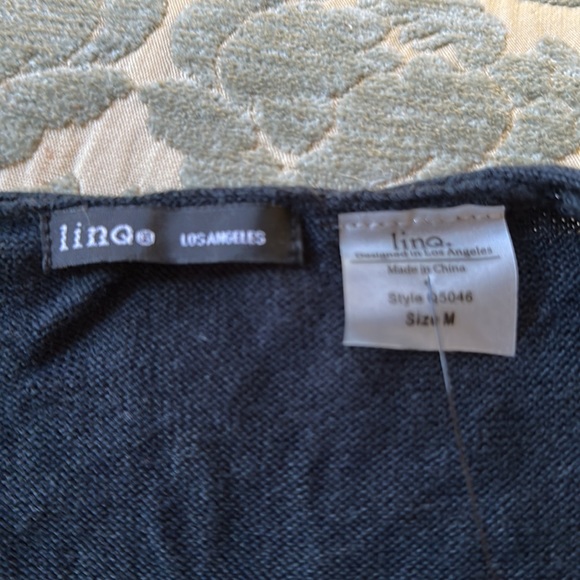 linQ® LOS ANGELES
linQ.
Designed in Los Angeles
Made in China
Style Q5046
Size M